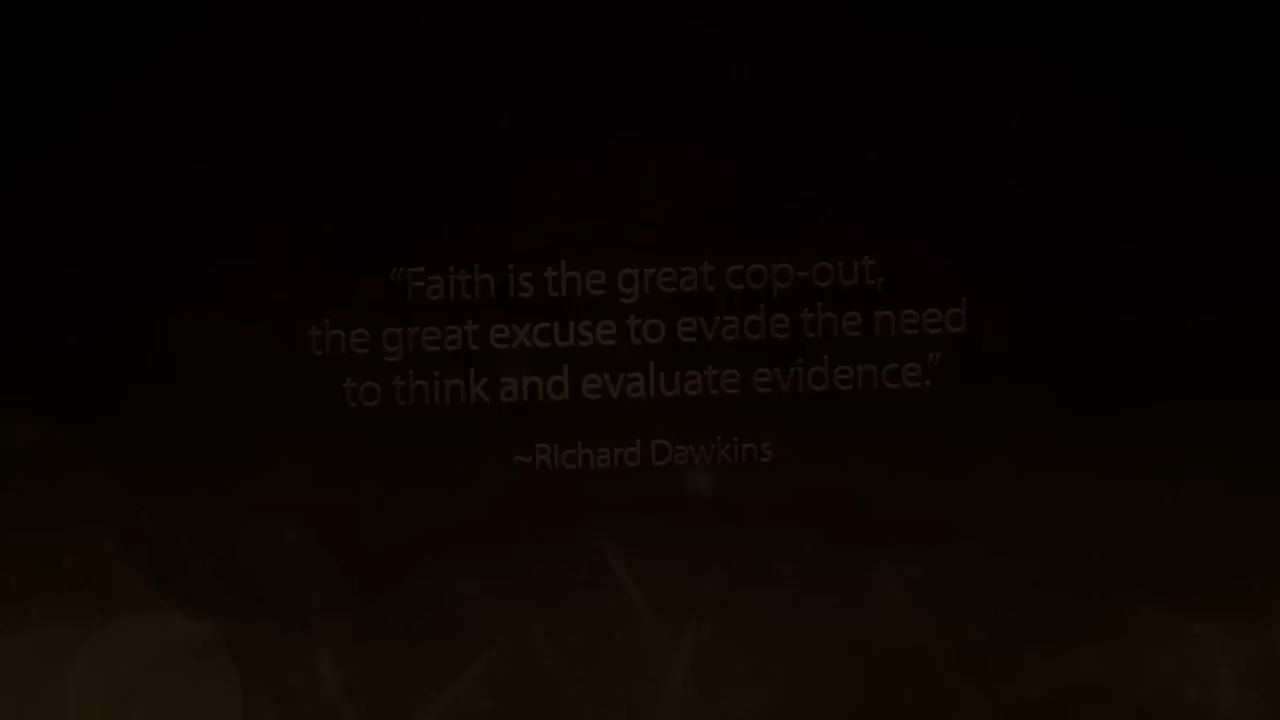 “Faith is the great cop-out,
the great excuse to evade the need
to think and evaluate evidence.”
~Richard Dawkins